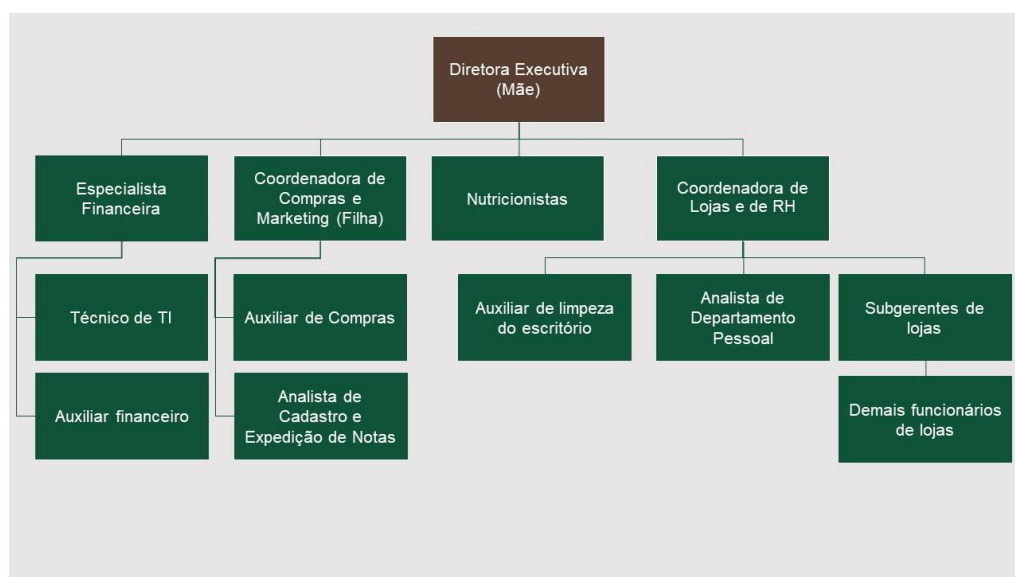 Diretora Executiva
(Mãe)
Especialista
Financeira
Coordenadora de
Compras e
Marketing (Filha)
Nutricionistas
Coordenadora de
Lojas e de RH
Técnico de TI
Auxiliar de Compras
Auxiliar de limpeza
do escritório
Analista de
Departamento
Pessoal
Subgerentes de
lojas
Auxiliar financeiro
Analista de
Cadastro e
Expedição de Notas
Demais funcionários
de lojas